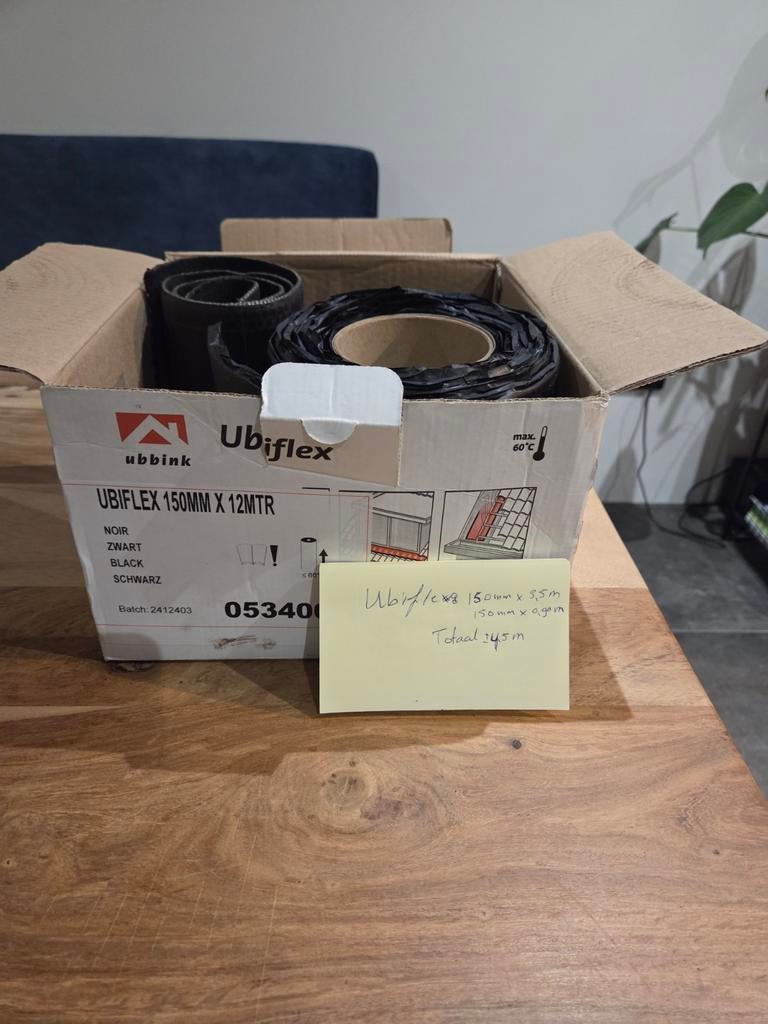 ubbink
Ubiflex
max.
60°C
UBIFLEX 150MM X 12MTR
NOIR
ZWART
BLACK
SCHWARZ
Batch: 2412403
05340
Ubiflex 150mm x 3,5m
150mm x 0,90m
Totaal ± 4,5m